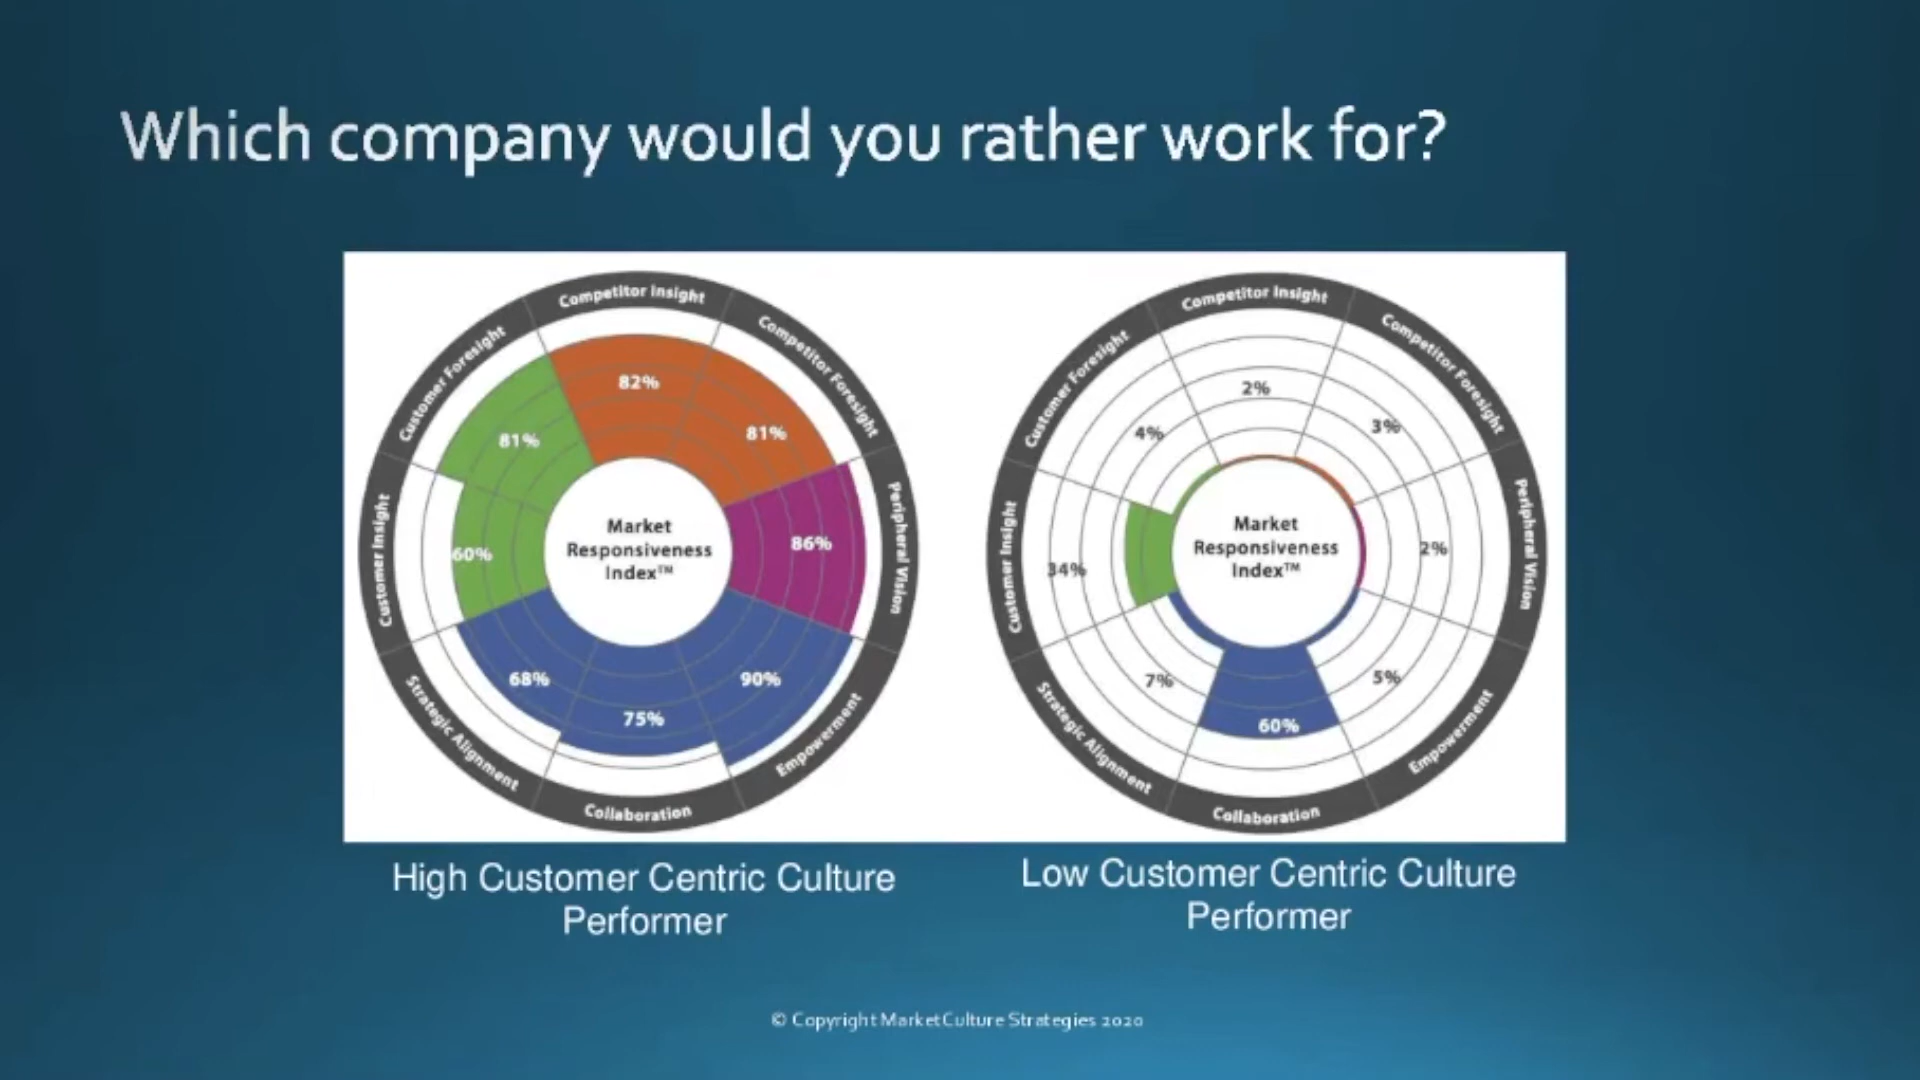 Which company would you rather work for?
Competitor Insight
Competitor Foresight
Peripheral Vision
Empowerment
Collaboration
Strategic Alignment
Customer Insight
Customer Foresight
82%
81%
86%
90%
75%
68%
60%
81%
Market
Responsiveness
Index™
High Customer Centric Culture
Performer
Competitor Insight
Competitor Foresight
Peripheral Vision
Empowerment
Collaboration
Strategic Alignment
Customer Insight
Customer Foresight
2%
3%
2%
5%
60%
7%
34%
4%
Market
Responsiveness
Index™
Low Customer Centric Culture
Performer
© Copyright MarketCulture Strategies 2020